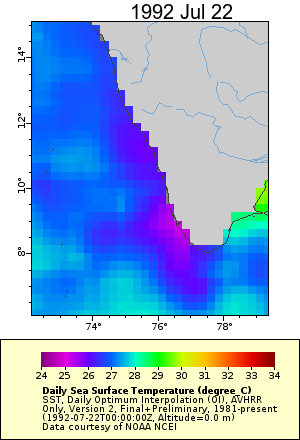 1992 Jul 22
14°
12°
10°
8°
74°
76°
78°
24 25 26 27 28 29 30 31 32 33 34
Daily Sea Surface Temperature (degree_C)
SST, Daily Optimum Interpolation (OI), AVHRR
Only, Version 2, Final+Preliminary, 1981-present
(1992-07-22T00:00:00Z, Altitude=0.0 m)
Data courtesy of NOAA NCEI